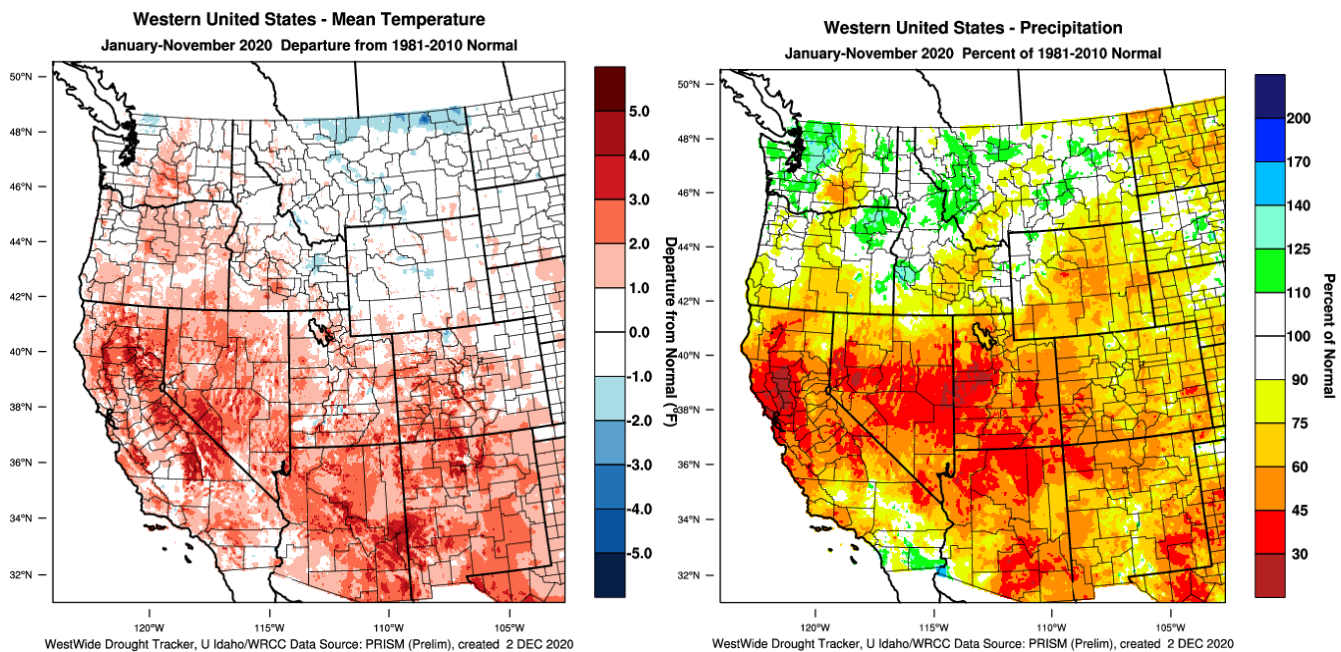 Western United States - Mean Temperature
January-November 2020 Departure from 1981-2010 Normal
50°N
48°N
46°N
44°N
42°N
40°N
38°N
36°N
34°N
32°N
120°W
115°W
110°W
105°W
5.0
4.0
3.0
2.0
1.0
0.0
-1.0
-2.0
-3.0
-4.0
-5.0
Departure from Normal (°F)
WestWide Drought Tracker, U Idaho/WRCC Data Source: PRISM (Prelim), created 2 DEC 2020
Western United States - Precipitation
January-November 2020 Percent of 1981-2010 Normal
50°N
48°N
46°N
44°N
42°N
40°N
38°N
36°N
34°N
32°N
120°W
115°W
110°W
105°W
200
170
140
125
110
100
90
75
60
45
30
Percent of Normal
WestWide Drought Tracker, U Idaho/WRCC Data Source: PRISM (Prelim), created 2 DEC 2020